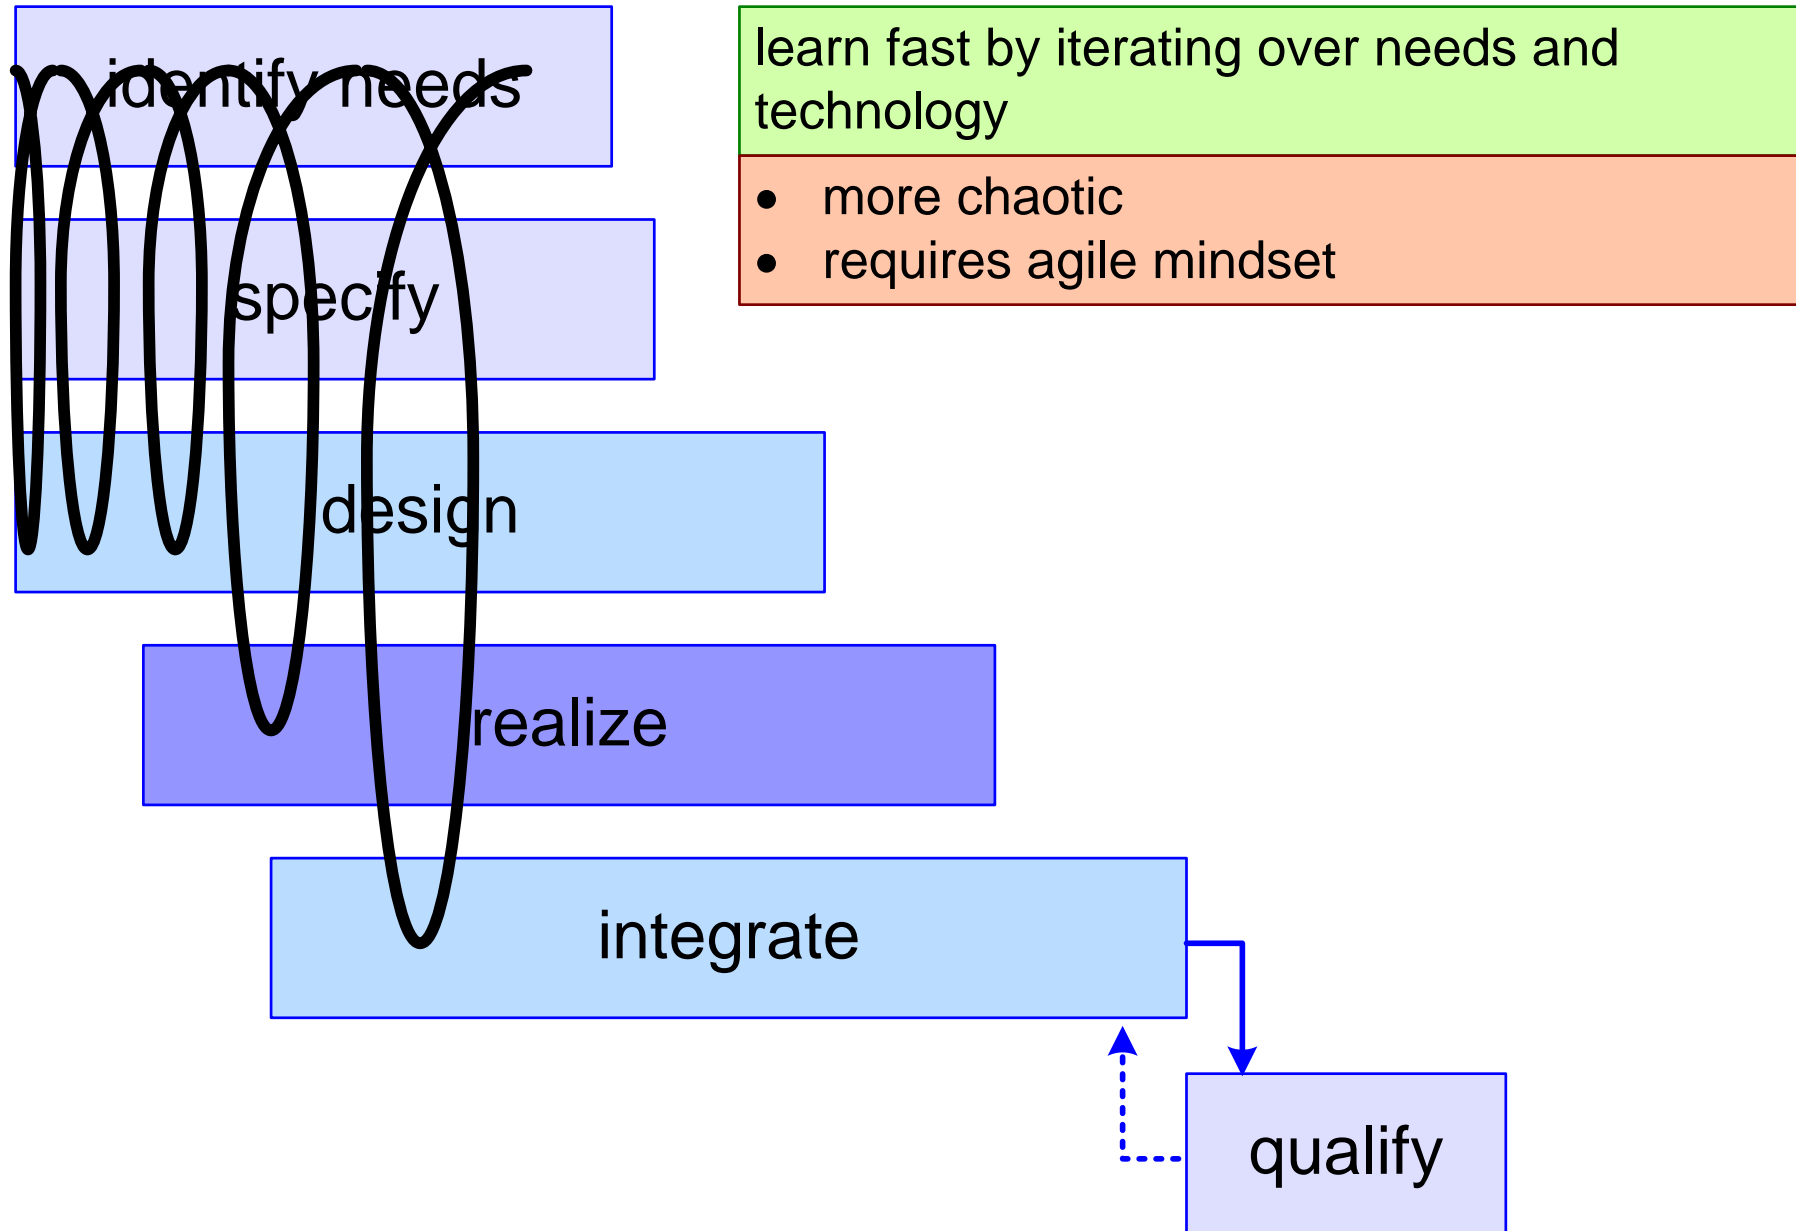 identify needs
learn fast by iterating over needs and
technology
• more chaotic
• requires agile mindset
specify
design
realize
integrate
qualify